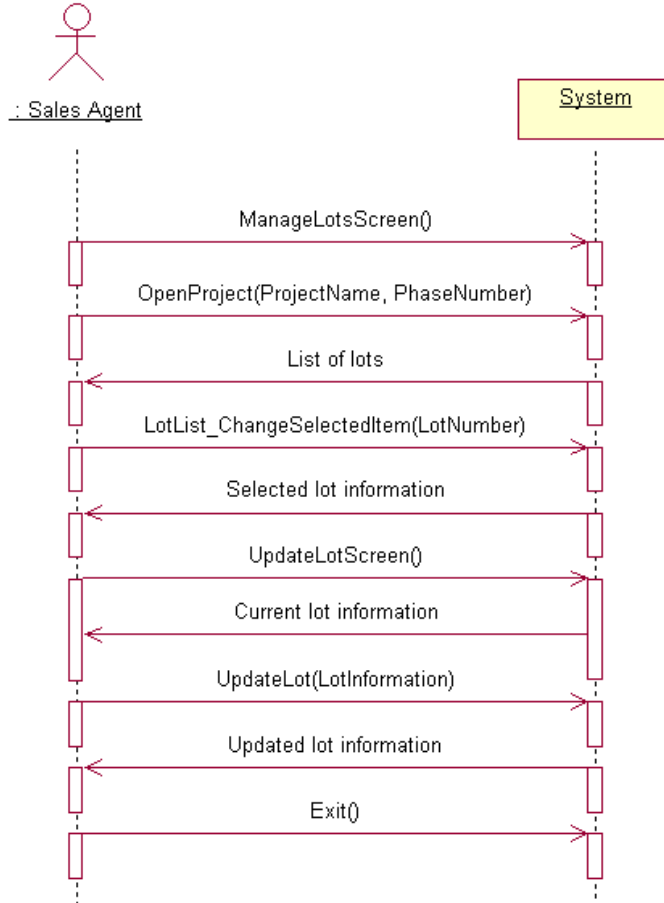 : Sales Agent
System
ManageLotsScreen()
OpenProject(ProjectName, PhaseNumber)
List of lots
LotList_ChangeSelectedItem(LotNumber)
Selected lot information
UpdateLotScreen()
Current lot information
UpdateLot(LotInformation)
Updated lot information
Exit()